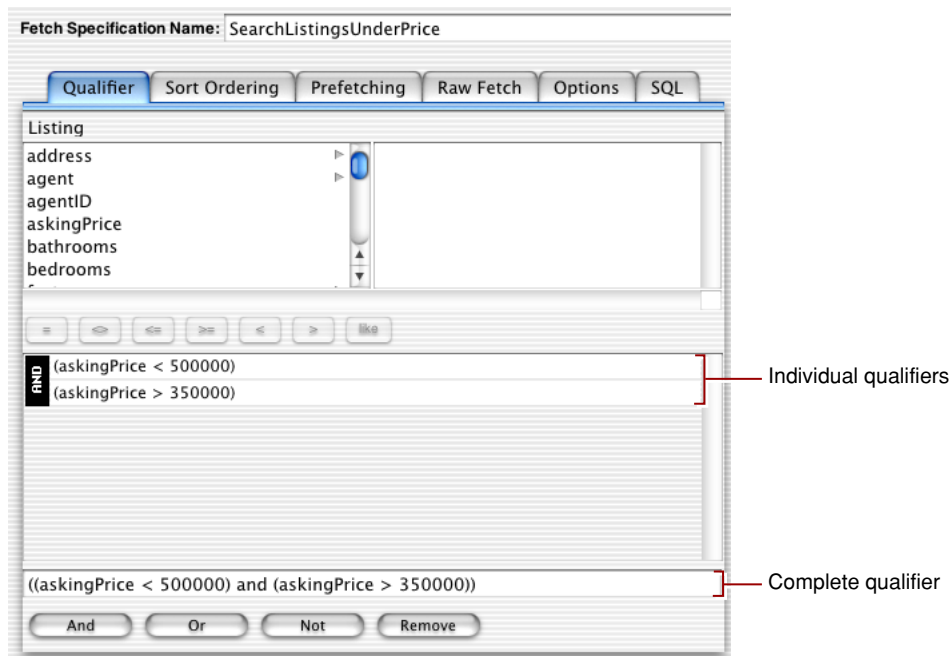 Fetch Specification Name: SearchListingsUnderPrice
Qualifier Sort Ordering Prefetching Raw Fetch Options SQL
Listing
address
agent
agentID
askingPrice
bathrooms
bedrooms
= <> <= >= < > like
AND
(askingPrice < 500000)
(askingPrice > 350000)
Individual qualifiers
((askingPrice < 500000) and (askingPrice > 350000))
Complete qualifier
And Or Not Remove